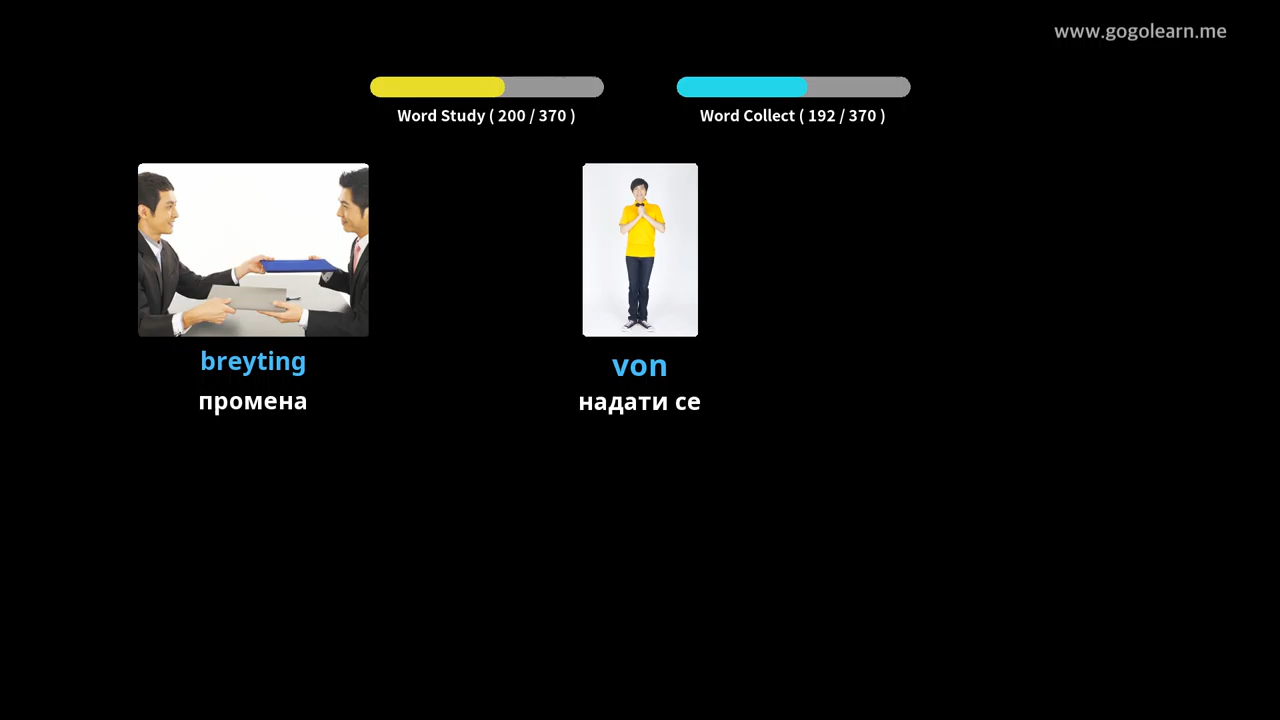 www.gogolearn.me
Word Study ( 200 / 370 )
Word Collect ( 192 / 370 )
breyting
промена
von
надати се